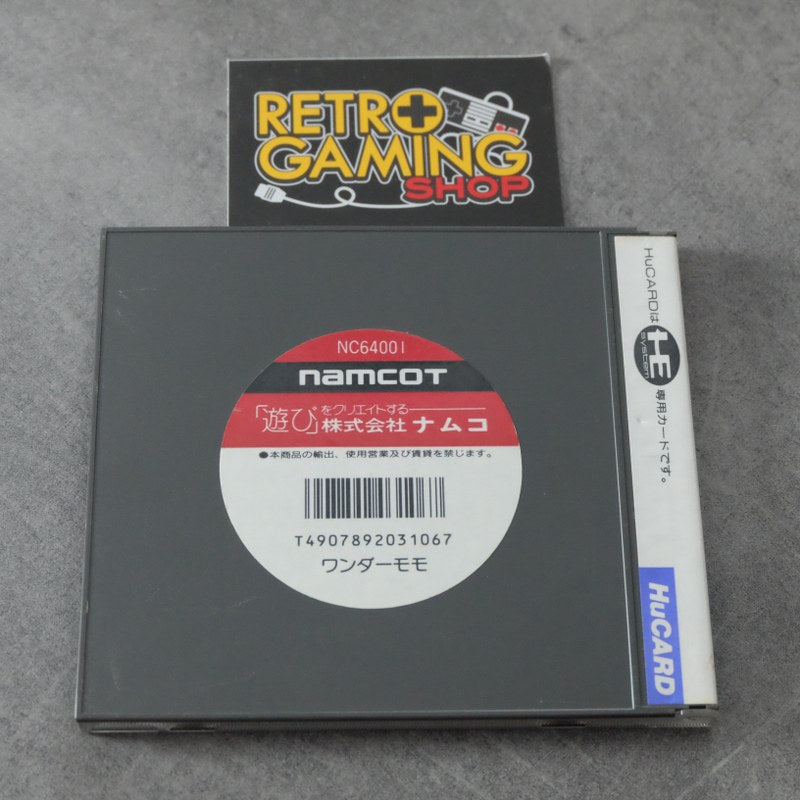 RETRO
GAMING
SHOP
NC64001
namcot
「遊び」をクリエイトする
株式会社 ナムコ
●本商品の輸出、使用営業及び賃貸を禁じます。
T4907892031067
ワンダーモモ
HuCARDは HE system 専用カードです。
HuCARD